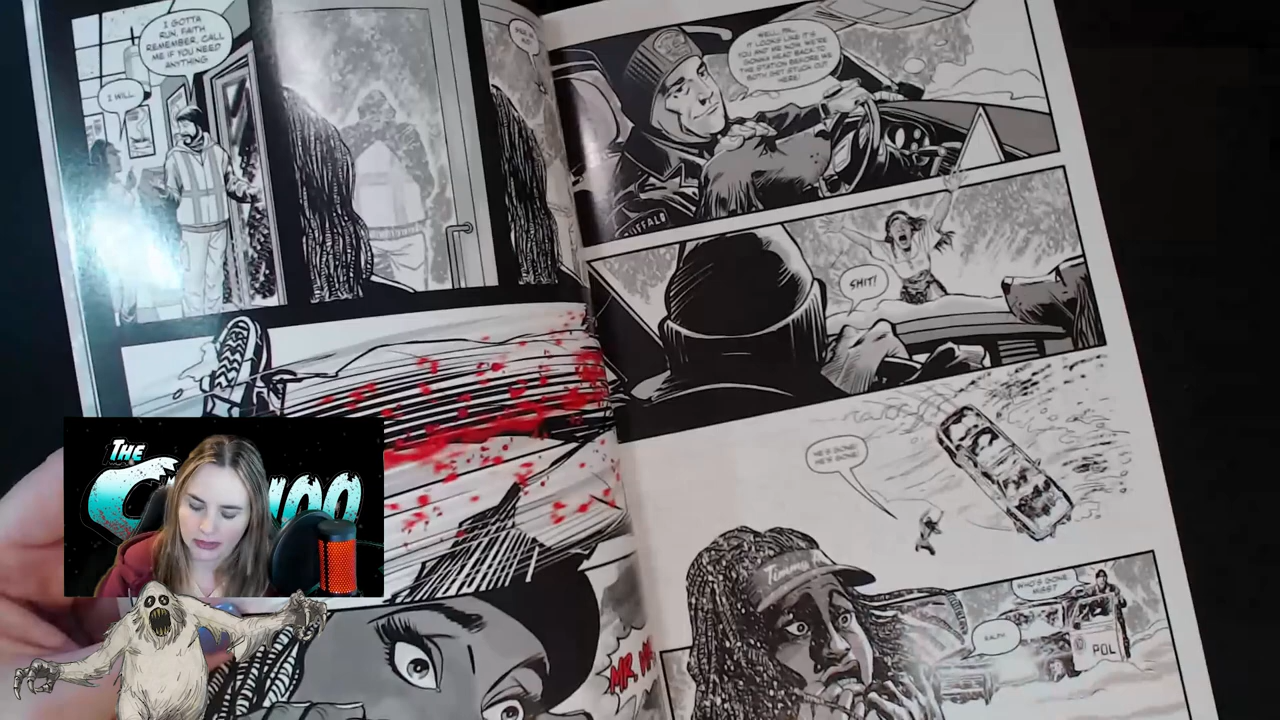 I GOTTA
RUN, FAITH
REMEMBER, CALL
ME IF YOU NEED
ANYTHING
I WILL
WELL, PAL,
IT LOOKS LIKE IT'S
YOU AND ME NOW. WE'RE
GONNA HEAD BACK TO
THE STATION BEFORE WE
BOTH GET STUCK OUT
HERE!
BUFFALO
SHIT!
HE'S GONE!
HE'S GONE!
MR.
WHO'S GONE,
MISS?
RALPH
POL
THE